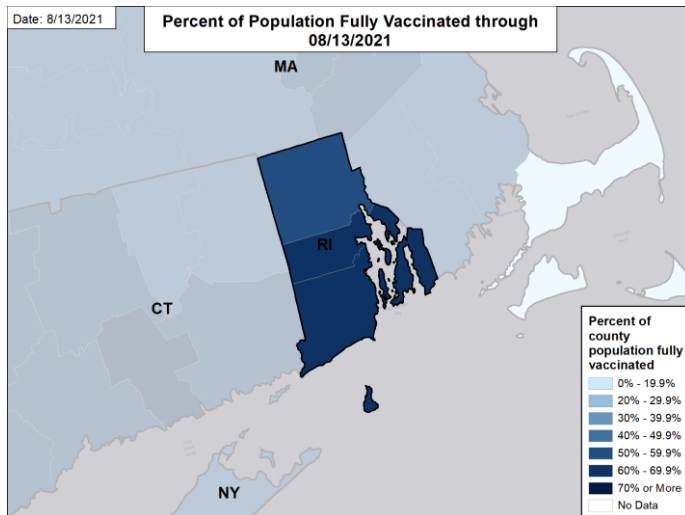 Date: 8/13/2021
Percent of Population Fully Vaccinated through
08/13/2021
MA
RI
CT
NY
Percent of
county
population fully
vaccinated
0% - 19.9%
20% - 29.9%
30% - 39.9%
40% - 49.9%
50% - 59.9%
60% - 69.9%
70% or More
No Data